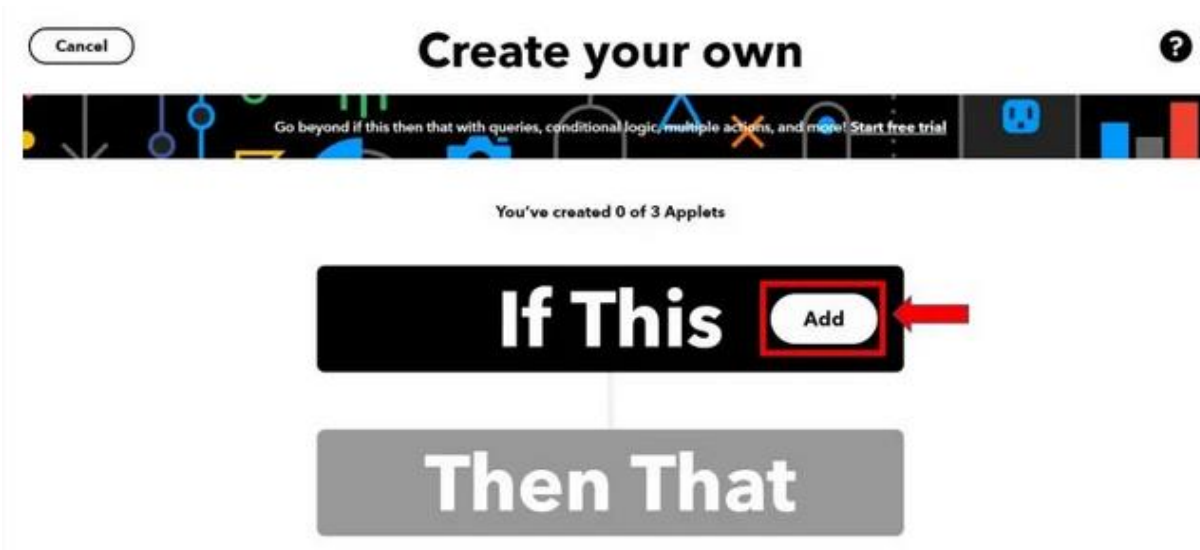 Cancel
Create your own
?
Go beyond if this then that with queries, conditional logic, multiple actions, and more! Start free trial
You've created 0 of 3 Applets
If This
Add
Then That